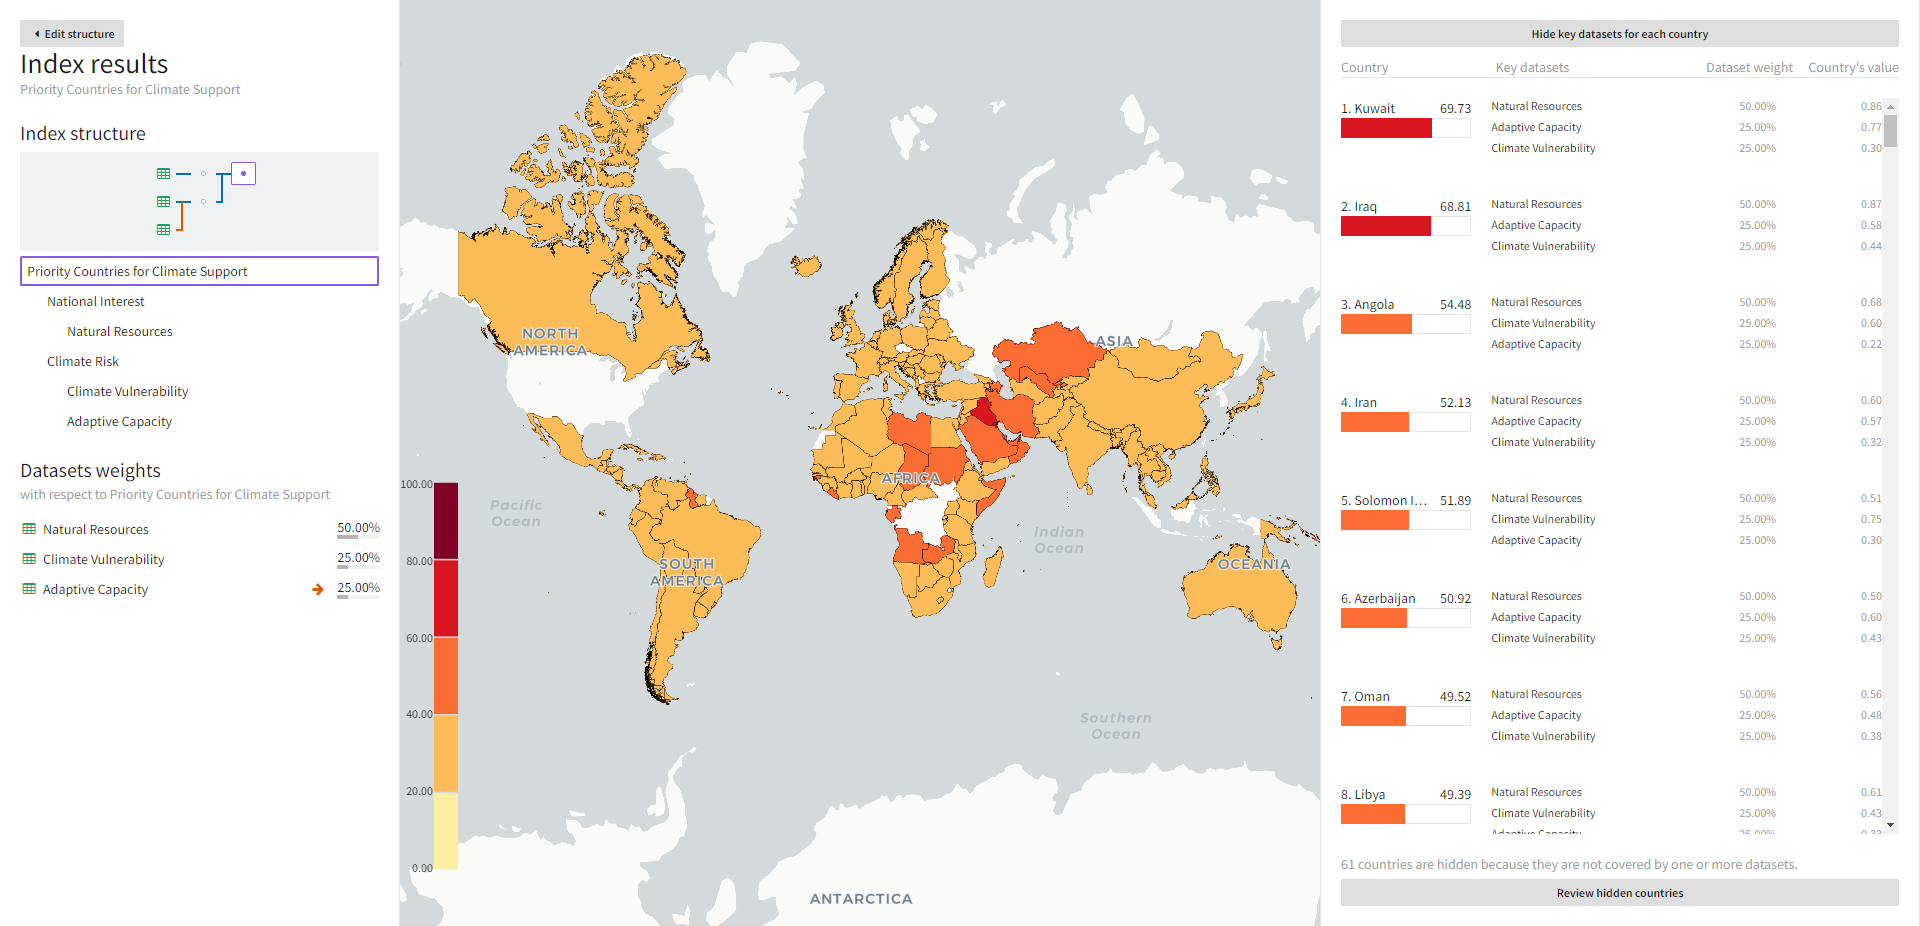 Edit structure
Index results
Priority Countries for Climate Support
Index structure
Priority Countries for Climate Support
National Interest
Natural Resources
Climate Risk
Climate Vulnerability
Adaptive Capacity
Datasets weights
with respect to Priority Countries for Climate Support
Natural Resources 50.00%
Climate Vulnerability 25.00%
Adaptive Capacity 25.00%
NORTH
AMERICA
ASIA
AFRICA
Pacific
Ocean
Indian
Ocean
SOUTH
AMERICA
OCEANIA
Southern
Ocean
ANTARCTICA
100.00
80.00
60.00
40.00
20.00
0.00
Hide key datasets for each country
Country Key datasets Dataset weight Country's value
1. Kuwait 69.73 Natural Resources 50.00% 0.86
Adaptive Capacity 25.00% 0.77
Climate Vulnerability 25.00% 0.30
2. Iraq 68.81 Natural Resources 50.00% 0.87
Adaptive Capacity 25.00% 0.58
Climate Vulnerability 25.00% 0.44
3. Angola 54.48 Natural Resources 50.00% 0.68
Climate Vulnerability 25.00% 0.60
Adaptive Capacity 25.00% 0.22
4. Iran 52.13 Natural Resources 50.00% 0.60
Adaptive Capacity 25.00% 0.57
Climate Vulnerability 25.00% 0.32
5. Solomon I... 51.89 Natural Resources 50.00% 0.51
Climate Vulnerability 25.00% 0.75
Adaptive Capacity 25.00% 0.30
6. Azerbaijan 50.92 Natural Resources 50.00% 0.50
Adaptive Capacity 25.00% 0.60
Climate Vulnerability 25.00% 0.43
7. Oman 49.52 Natural Resources 50.00% 0.56
Adaptive Capacity 25.00% 0.48
Climate Vulnerability 25.00% 0.38
8. Libya 49.39 Natural Resources 50.00% 0.61
Climate Vulnerability 25.00% 0.43
Adaptive Capacity 25.00%
61 countries are hidden because they are not covered by one or more datasets.
Review hidden countries